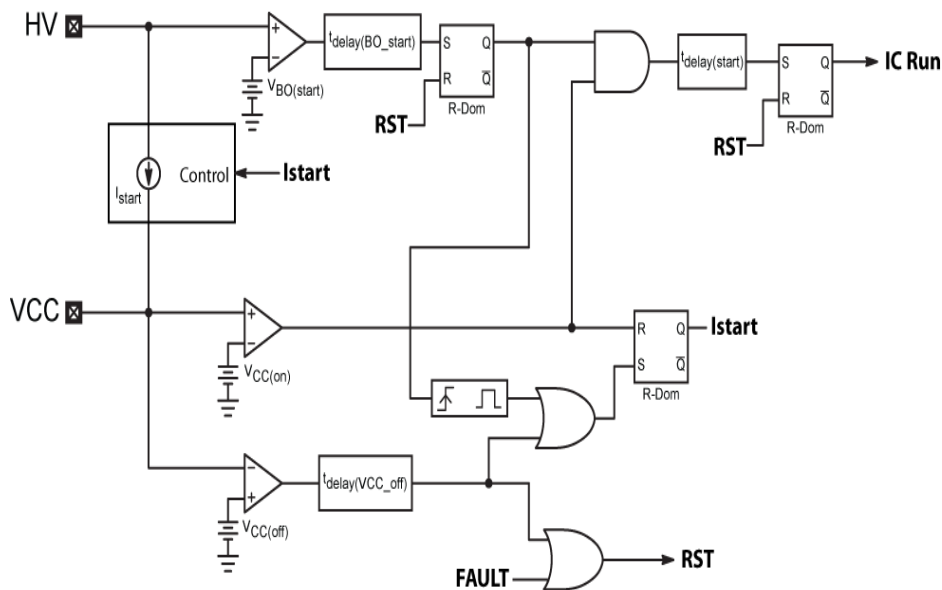 HV
+
−
V_BO(start)
t_delay(BO_start)
S Q
R Q̅
R-Dom
RST
t_delay(start)
S Q
R Q̅
R-Dom
RST
IC Run
I_start
Control
Istart
VCC
+
−
V_CC(on)
R Q
S Q̅
R-Dom
Istart
−
+
V_CC(off)
t_delay(VCC_off)
FAULT
RST